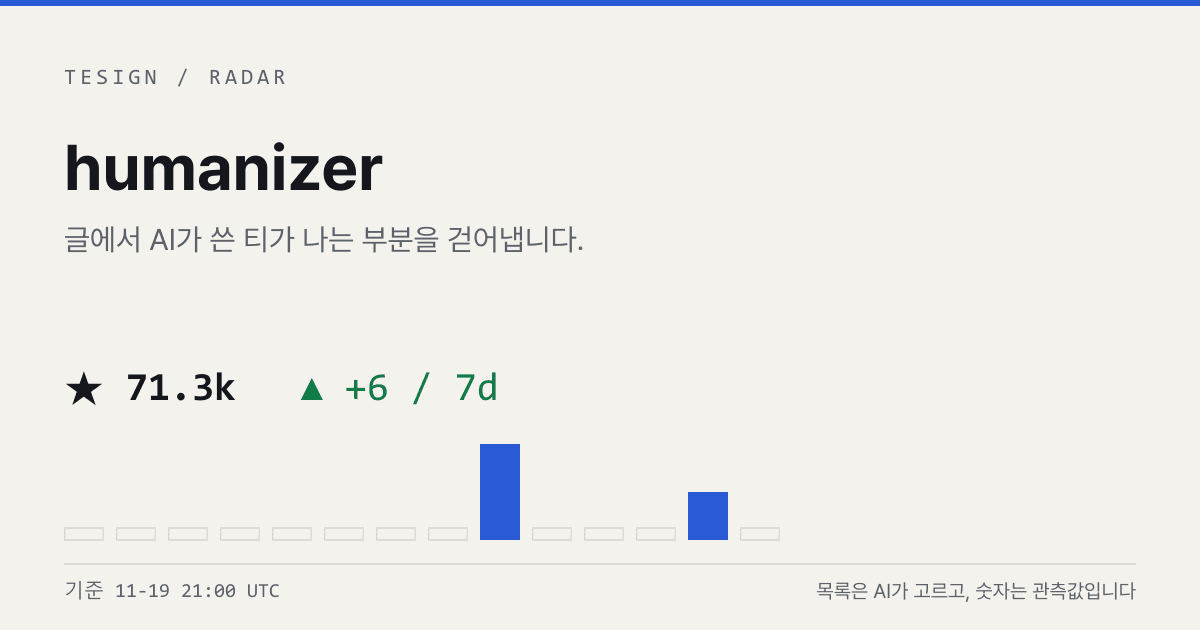 TESIGN / RADAR
humanizer
글에서 AI가 쓴 티가 나는 부분을 걷어냅니다.
★ 71.3k ▲ +6 / 7d
기준 11-19 21:00 UTC
목록은 AI가 고르고, 숫자는 관측값입니다